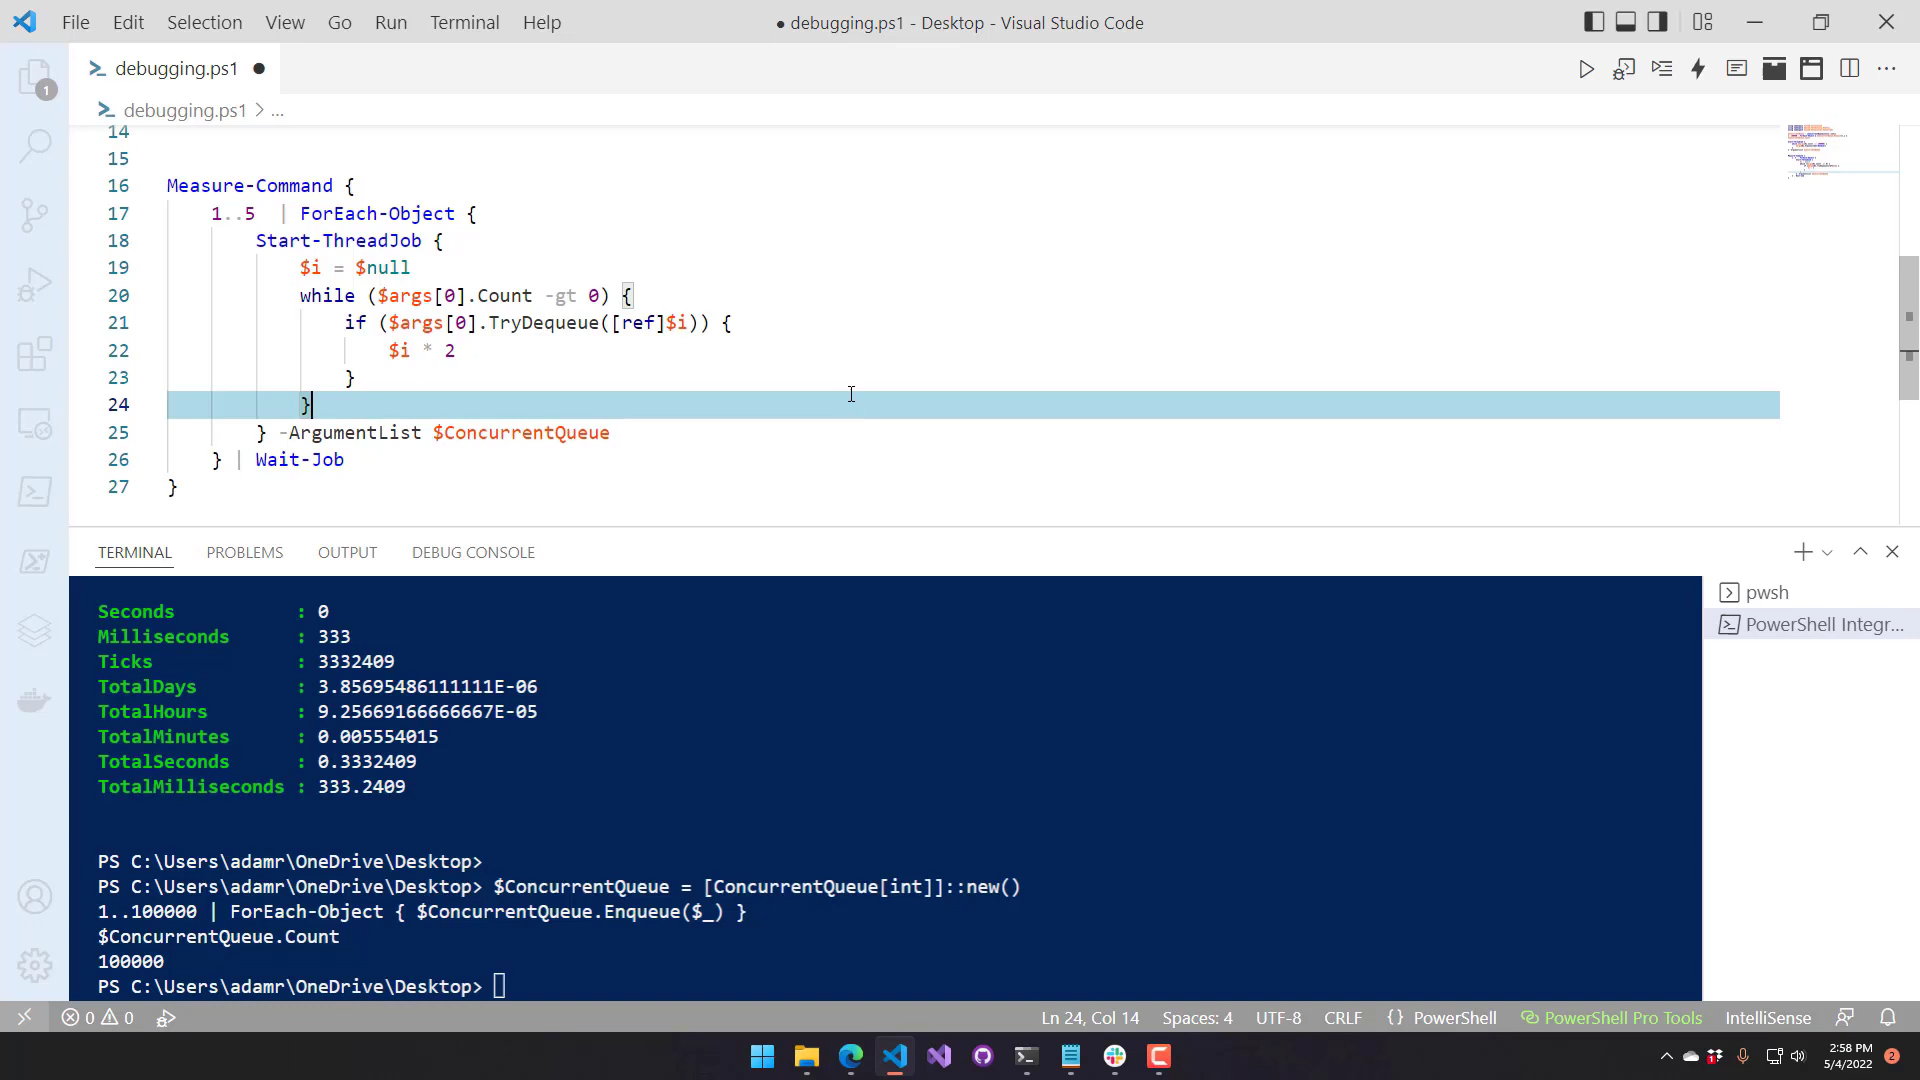 File Edit Selection View Go Run Terminal Help
● debugging.ps1 - Desktop - Visual Studio Code
debugging.ps1 ●
debugging.ps1 > ...
1
14
15
16 Measure-Command {
17 1..5 | ForEach-Object {
18 Start-ThreadJob {
19 $i = $null
20 while ($args[0].Count -gt 0) {
21 if ($args[0].TryDequeue([ref]$i)) {
22 $i * 2
23 }
24 }
25 } -ArgumentList $ConcurrentQueue
26 } | Wait-Job
27 }
TERMINAL PROBLEMS OUTPUT DEBUG CONSOLE
pwsh
PowerShell Integr...
Seconds : 0
Milliseconds : 333
Ticks : 3332409
TotalDays : 3.85695486111111E-06
TotalHours : 9.25669166666667E-05
TotalMinutes : 0.005554015
TotalSeconds : 0.3332409
TotalMilliseconds : 333.2409
PS C:\Users\adamr\OneDrive\Desktop>
PS C:\Users\adamr\OneDrive\Desktop> $ConcurrentQueue = [ConcurrentQueue[int]]::new()
1..100000 | ForEach-Object { $ConcurrentQueue.Enqueue($_) }
$ConcurrentQueue.Count
100000
PS C:\Users\adamr\OneDrive\Desktop>
0 0
Ln 24, Col 14 Spaces: 4 UTF-8 CRLF {} PowerShell PowerShell Pro Tools IntelliSense
2:58 PM
5/4/2022
2